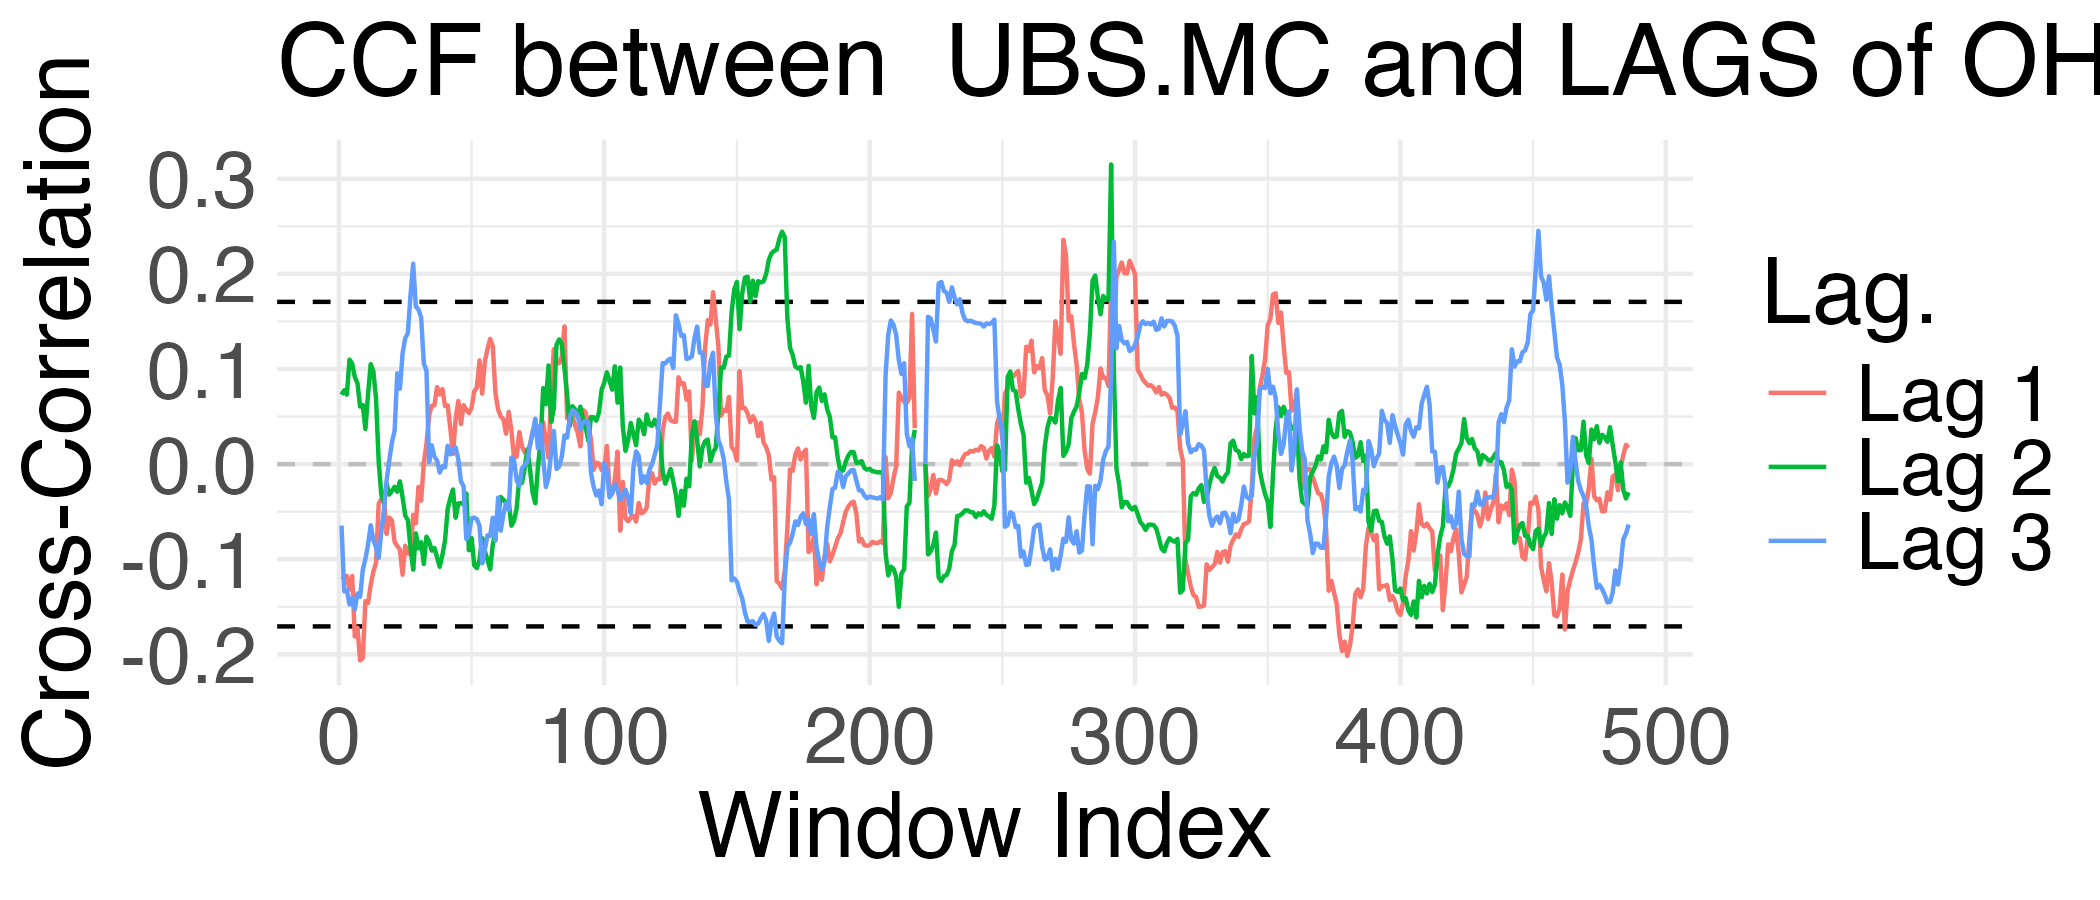 CCF between  UBS.MC and LAGS of OH
Cross-Correlation
0.3
0.2
0.1
0.0
-0.1
-0.2
0 100 200 300 400 500
Window Index
Lag.
Lag 1
Lag 2
Lag 3